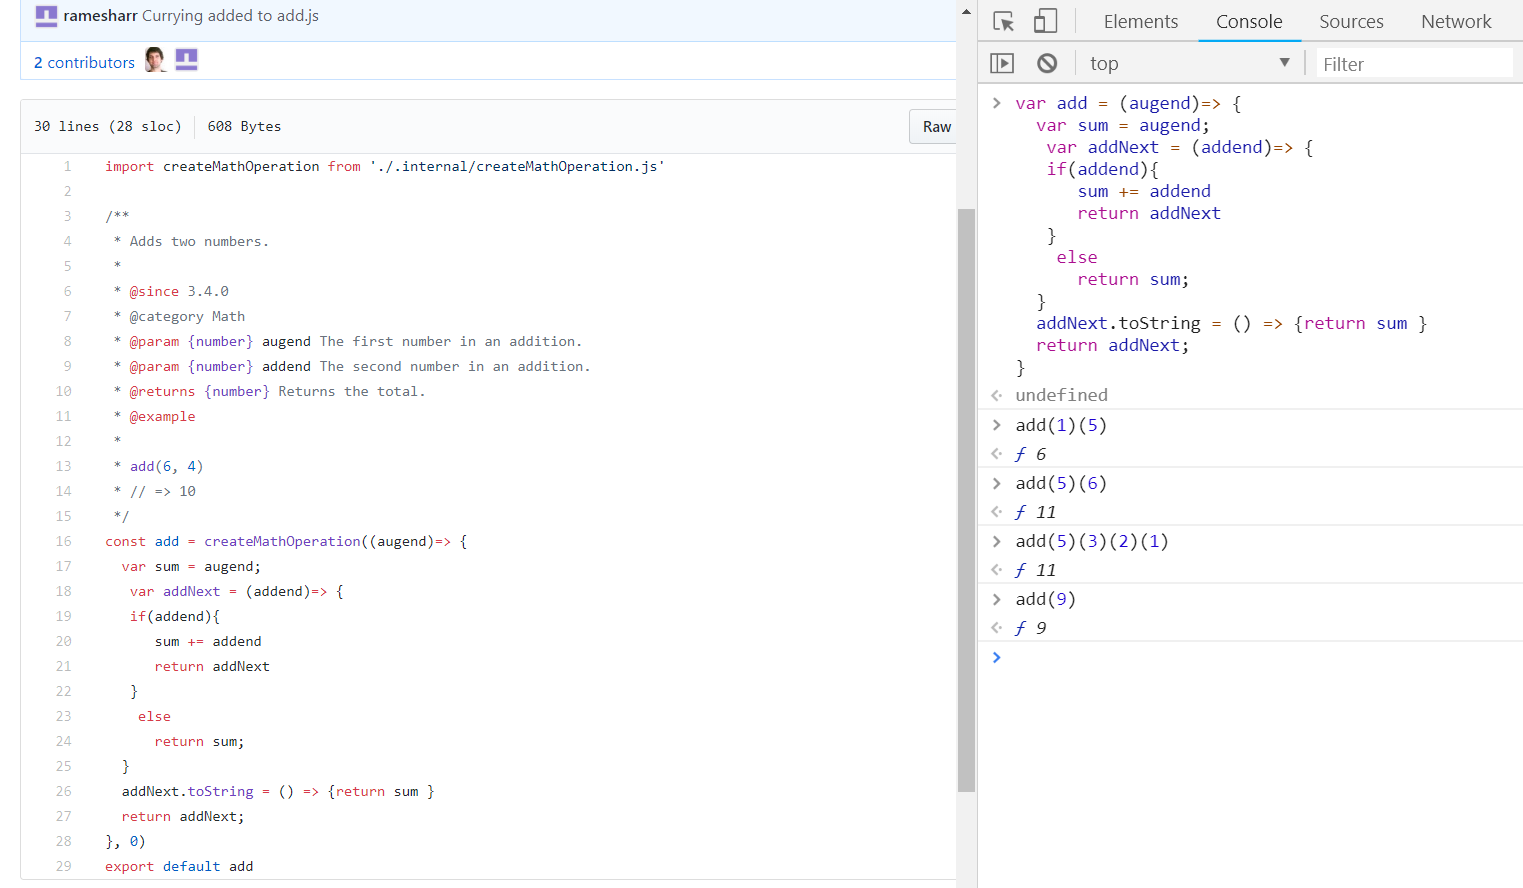 ramesharr Currying added to add.js
2 contributors
30 lines (28 sloc) 608 Bytes
Raw
1 import createMathOperation from './.internal/createMathOperation.js'
2
3 /**
4 * Adds two numbers.
5 *
6 * @since 3.4.0
7 * @category Math
8 * @param {number} augend The first number in an addition.
9 * @param {number} addend The second number in an addition.
10 * @returns {number} Returns the total.
11 * @example
12 *
13 * add(6, 4)
14 * // => 10
15 */
16 const add = createMathOperation((augend)=> {
17 var sum = augend;
18 var addNext = (addend)=> {
19 if(addend){
20 sum += addend
21 return addNext
22 }
23 else
24 return sum;
25 }
26 addNext.toString = () => {return sum }
27 return addNext;
28 }, 0)
29 export default add
Elements Console Sources Network
top Filter
> var add = (augend)=> {
var sum = augend;
var addNext = (addend)=> {
if(addend){
sum += addend
return addNext
}
else
return sum;
}
addNext.toString = () => {return sum }
return addNext;
}
undefined
> add(1)(5)
ƒ 6
> add(5)(6)
ƒ 11
> add(5)(3)(2)(1)
ƒ 11
> add(9)
ƒ 9
>